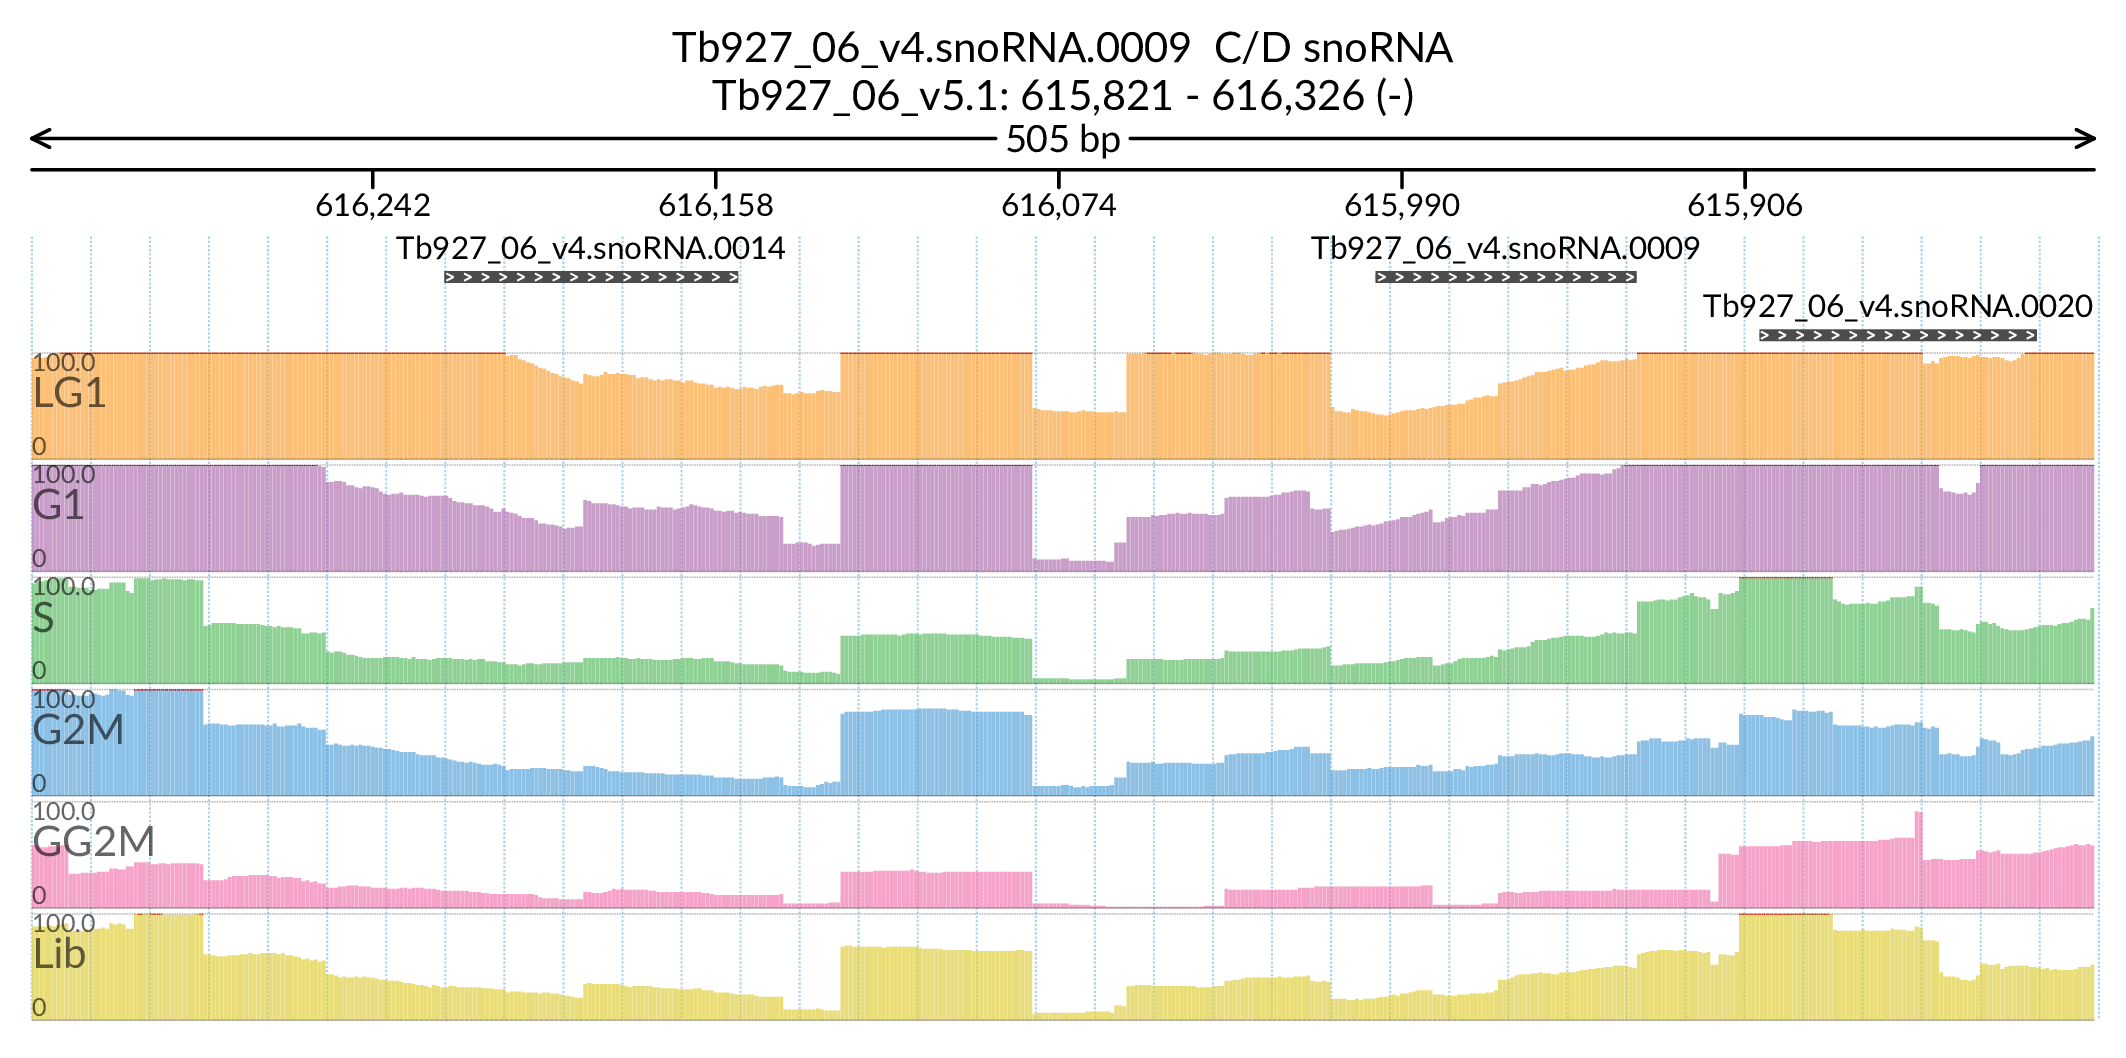 Tb927_06_v4.snoRNA.0009 C/D snoRNA
Tb927_06_v5.1: 615,821 - 616,326 (-)
505 bp
616,242 616,158 616,074 615,990 615,906
Tb927_06_v4.snoRNA.0014 Tb927_06_v4.snoRNA.0009
Tb927_06_v4.snoRNA.0020
100.0
LG1
0
100.0
G1
0
100.0
S
0
100.0
G2M
0
100.0
GG2M
0
100.0
Lib
0